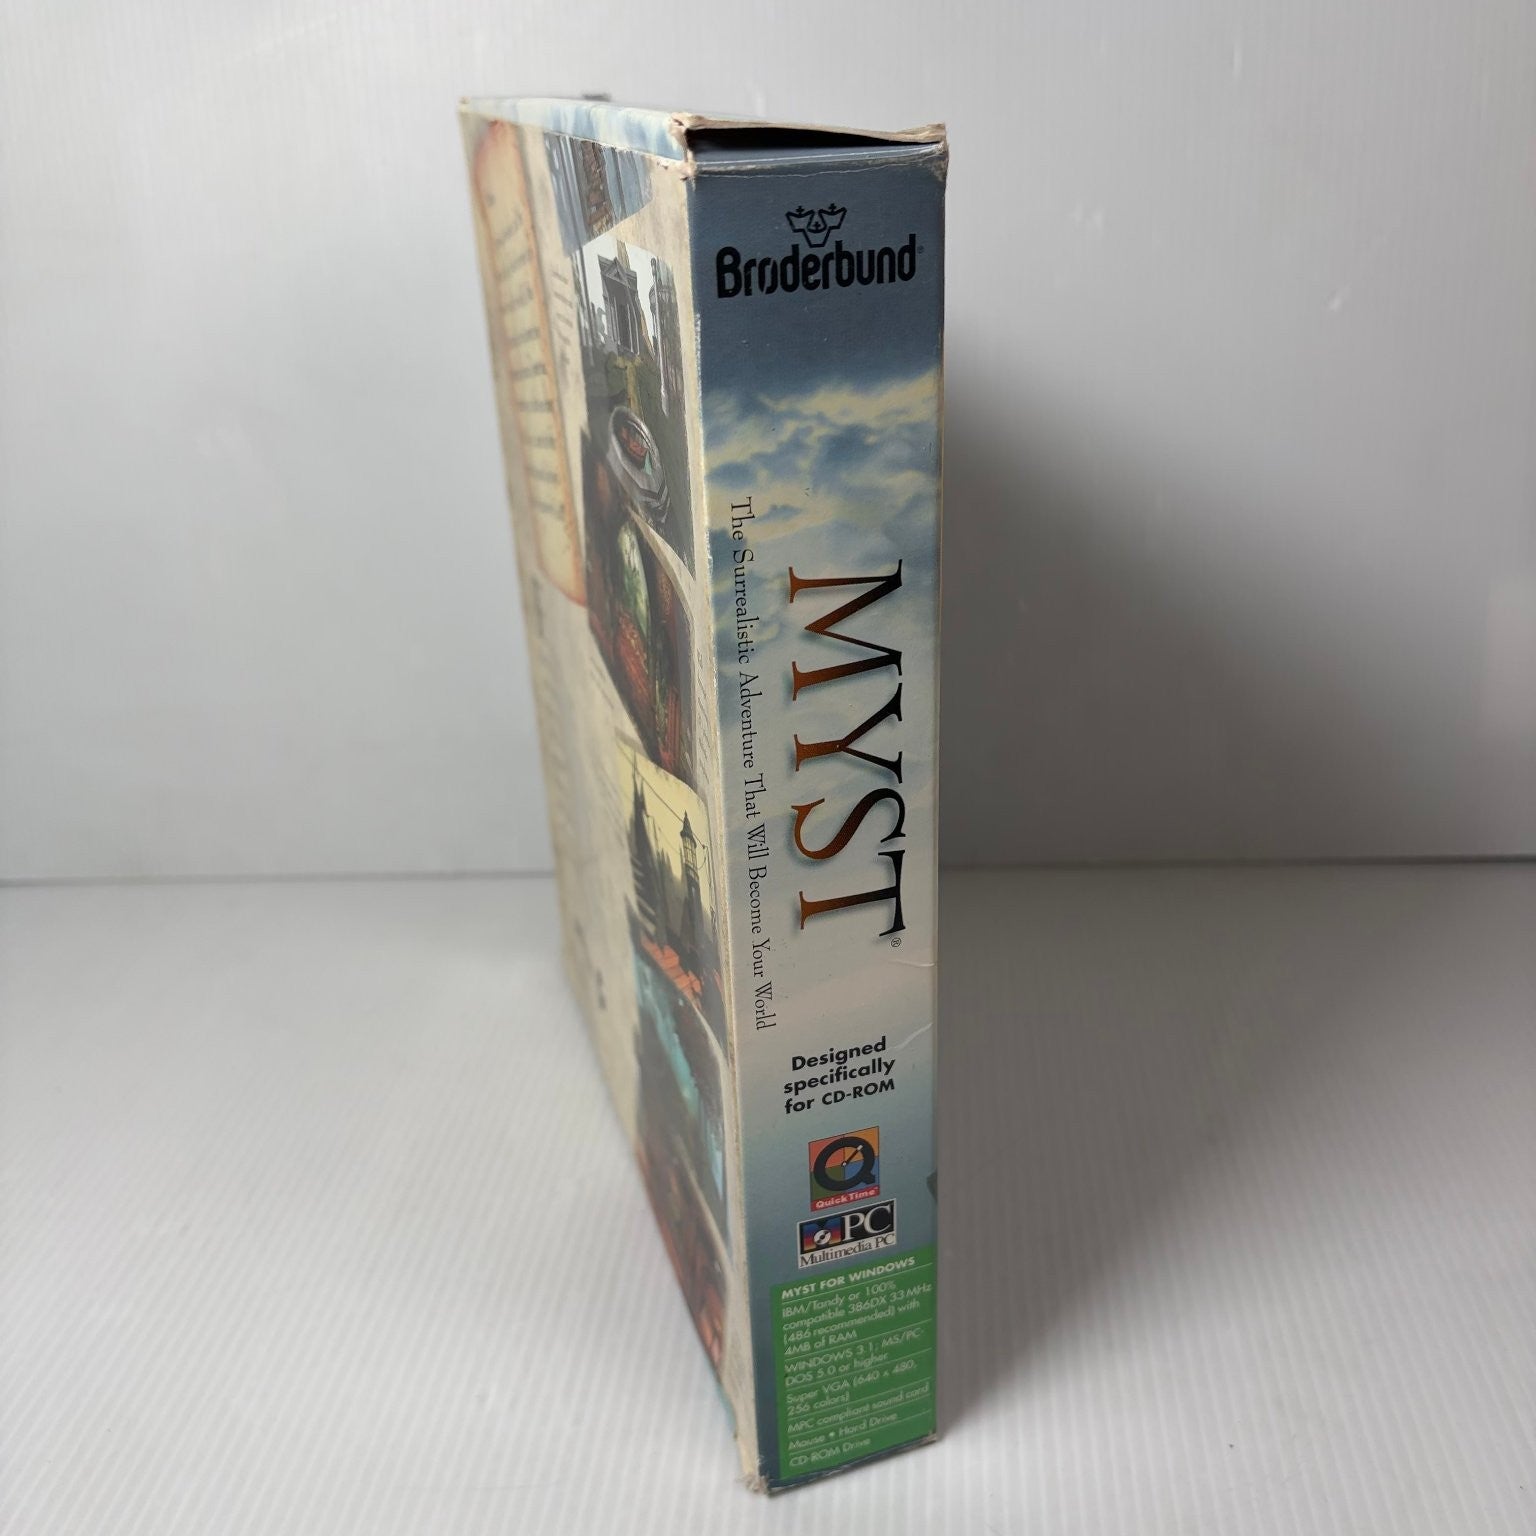 Brøderbund®
The Surrealistic Adventure That Will Become Your World
MYST®
Designed
specifically
for CD-ROM
QuickTime™
MPC
Multimedia PC
MYST FOR WINDOWS
IBM/Tandy or 100%
compatible 386DX 33 MHz
(486 recommended) with
4MB of RAM
WINDOWS 3.1; MS/PC-
DOS 5.0 or higher
Super VGA (640 x 480,
256 colors)
MPC compliant sound card
Mouse • Hard Drive
CD-ROM Drive